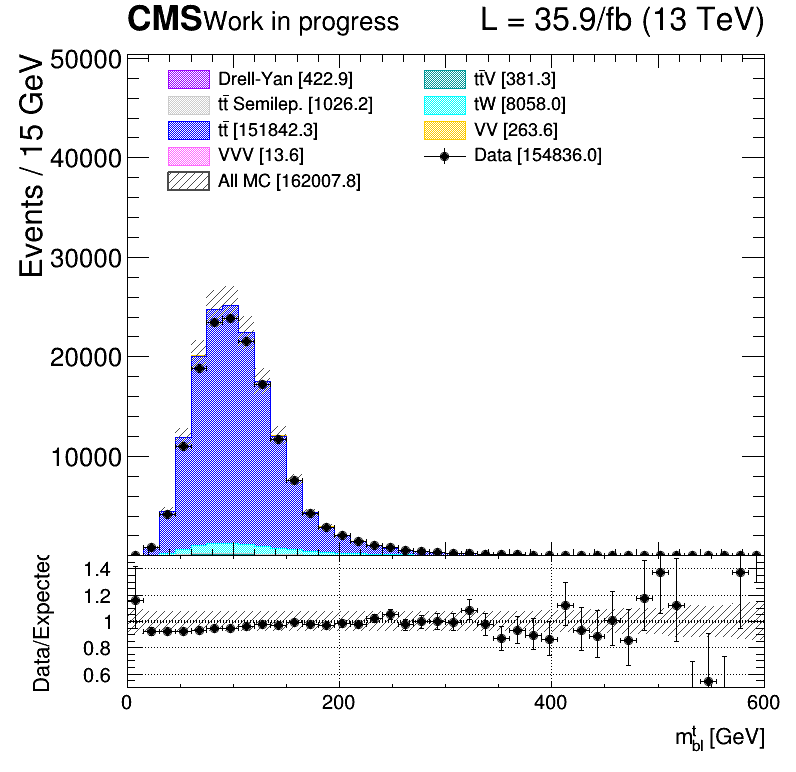 CMS Work in progress L = 35.9/fb (13 TeV)
Events / 15 GeV
50000
40000
30000
20000
10000
Drell-Yan [422.9]
tt̄ Semilep. [1026.2]
tt̄ [151842.3]
VVV [13.6]
All MC [162007.8]
tt̄V [381.3]
tW [8058.0]
VV [263.6]
Data [154836.0]
Data/Expected
1.4
1.2
1
0.8
0.6
0 200 400 600
m^t_bl [GeV]